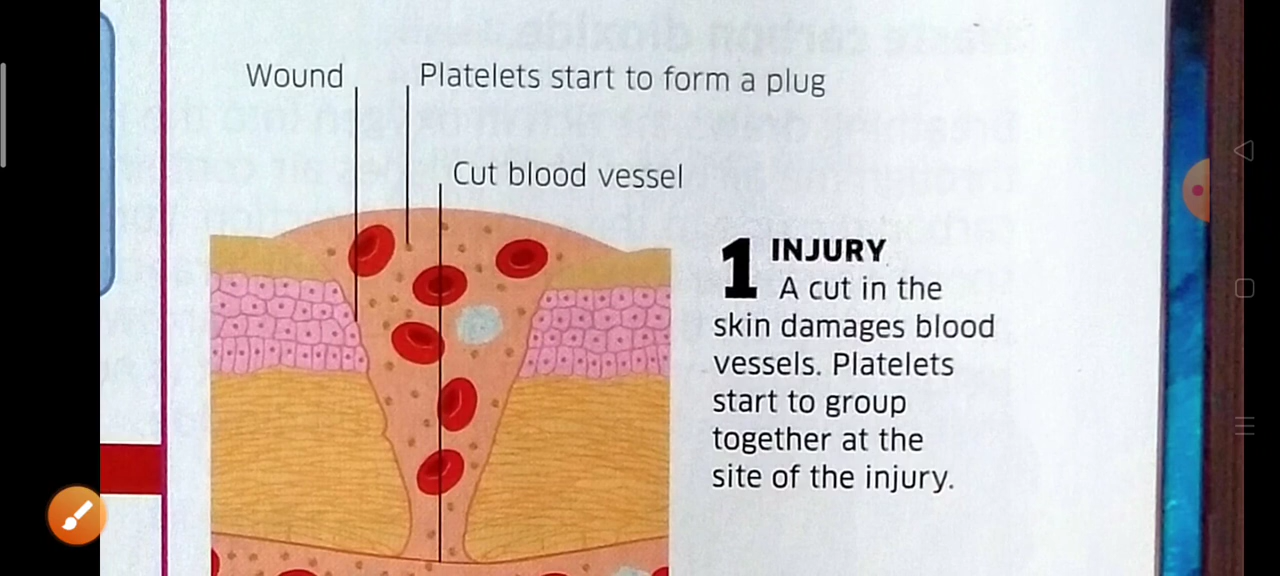 Wound
Platelets start to form a plug
Cut blood vessel
1 INJURY
A cut in the
skin damages blood
vessels. Platelets
start to group
together at the
site of the injury.